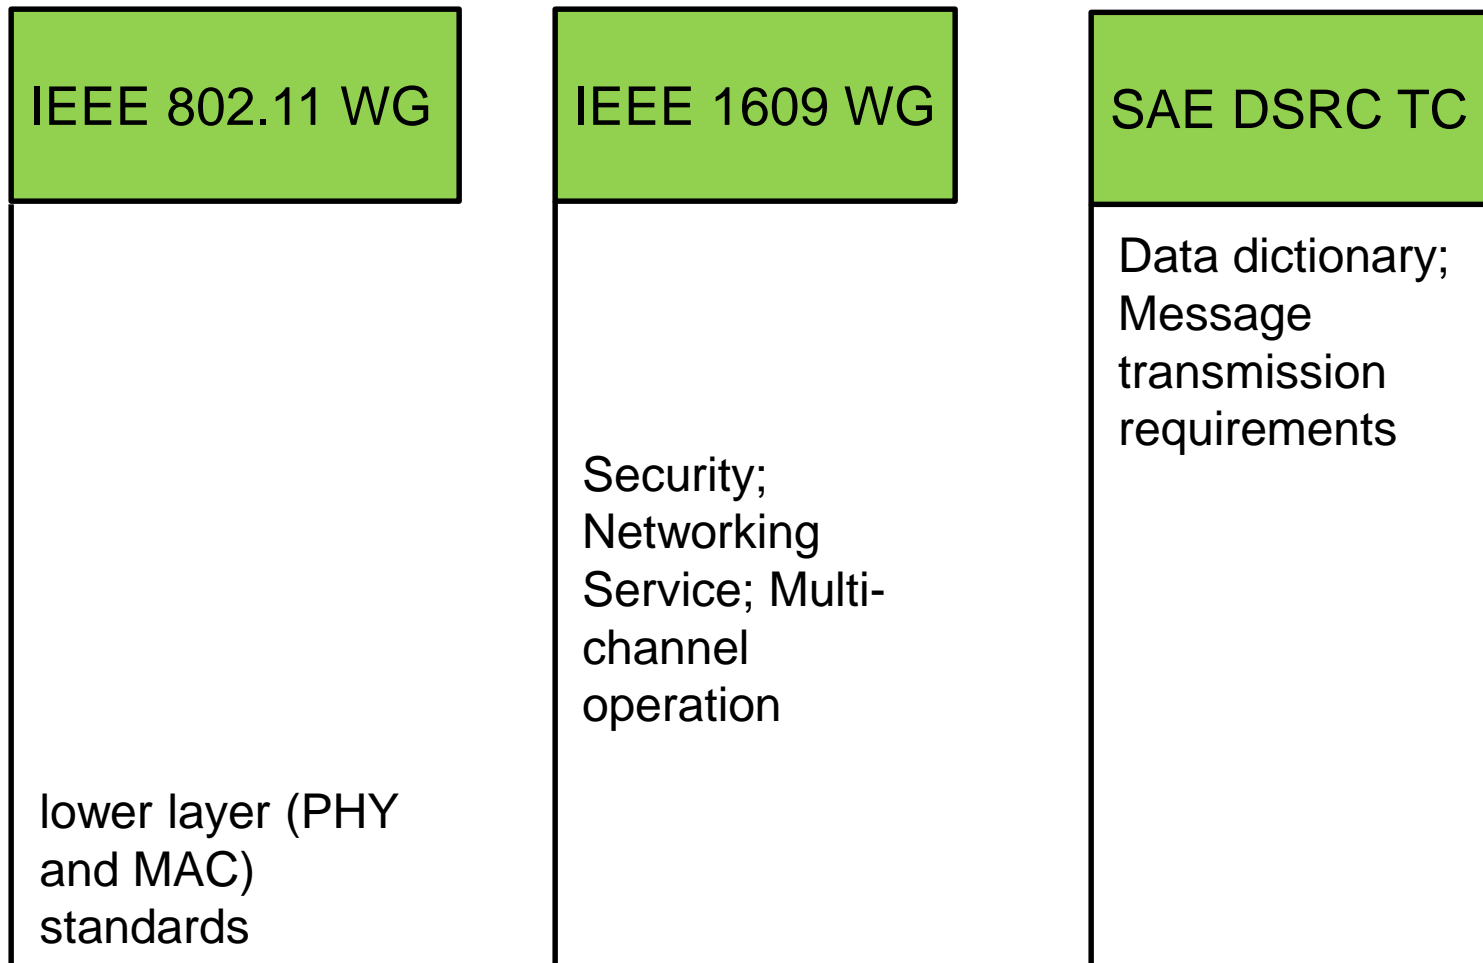 IEEE 802.11 WG
IEEE 1609 WG
SAE DSRC TC
Data dictionary;
Message
transmission
requirements
Security;
Networking
Service; Multi-
channel
operation
lower layer (PHY
and MAC)
standards